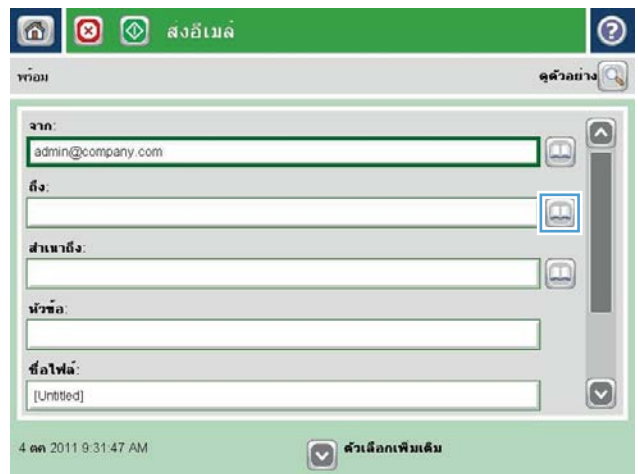 ส่งอีเมล์
พร้อม ดูตัวอย่าง
จาก:
admin@company.com
ถึง:
สำเนาถึง:
หัวข้อ:
ชื่อไฟล์:
[Untitled]
4 ตค 2011 9:31:47 AM ตัวเลือกเพิ่มเติม